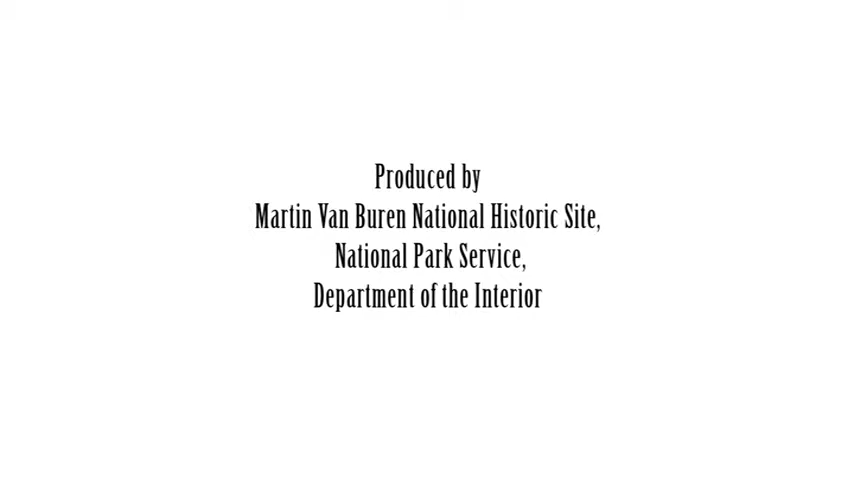 Produced by
Martin Van Buren National Historic Site,
National Park Service,
Department of the Interior